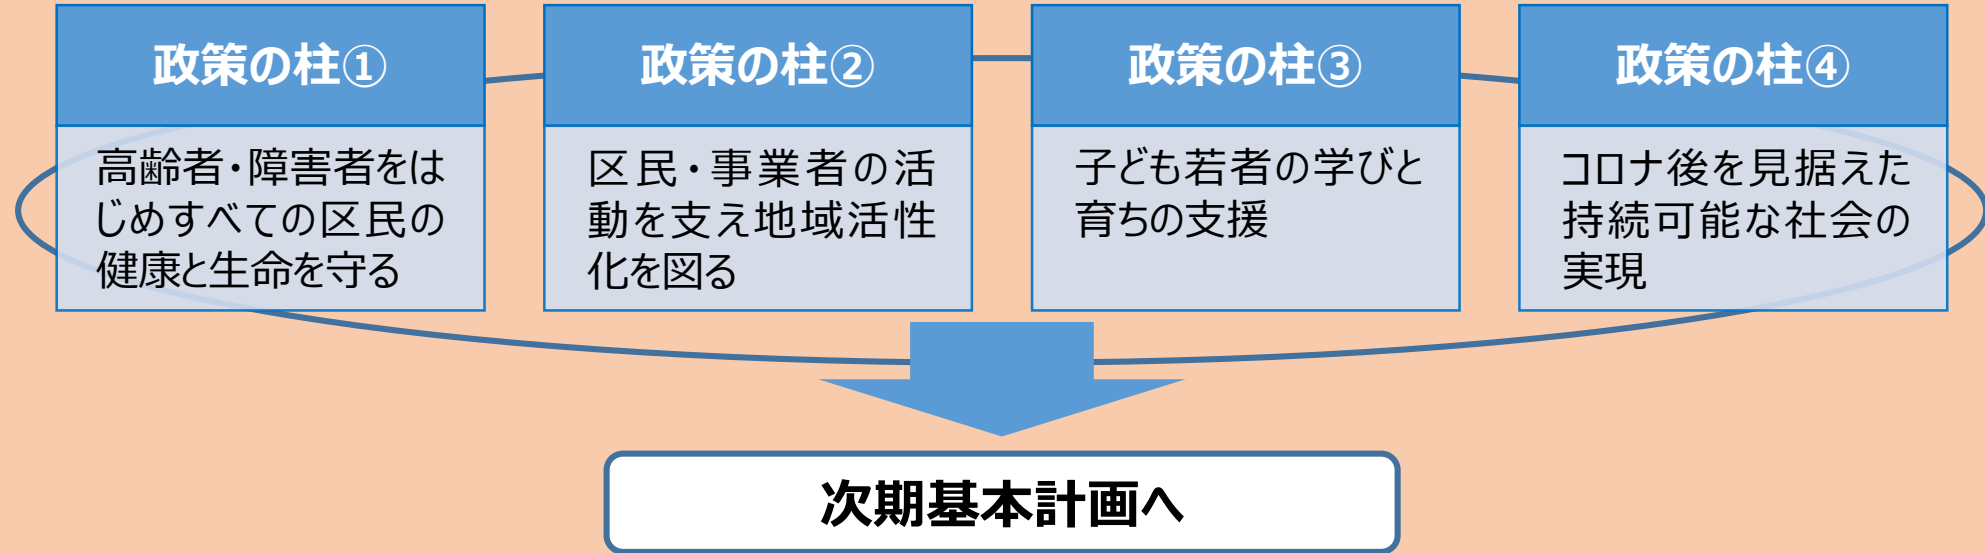 政策の柱①
高齢者・障害者をは
じめすべての区民の
健康と生命を守る
政策の柱②
区民・事業者の活
動を支え地域活性
化を図る
政策の柱③
子ども若者の学びと
育ちの支援
政策の柱④
コロナ後を見据えた
持続可能な社会の
実現
次期基本計画へ